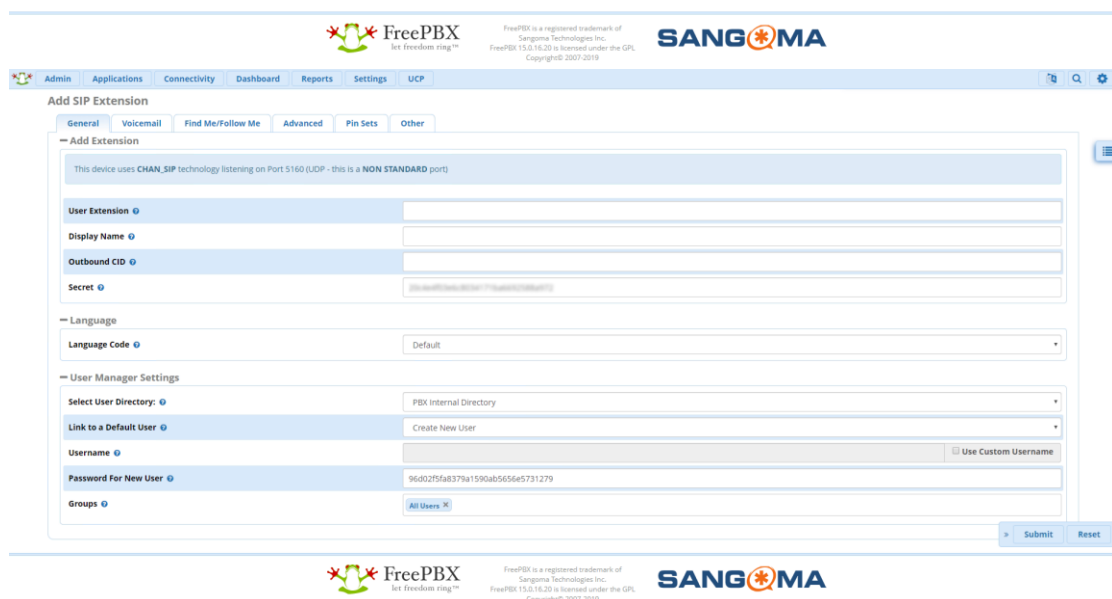 FreePBX
let freedom ring™
FreePBX is a registered trademark of
Sangoma Technologies Inc.
FreePBX 15.0.16.20 is licensed under the GPL
Copyright© 2007-2019
SANGOMA
Admin Applications Connectivity Dashboard Reports Settings UCP
Add SIP Extension
General Voicemail Find Me/Follow Me Advanced Pin Sets Other
Add Extension
This device uses CHAN_SIP technology listening on Port 5160 (UDP - this is a NON STANDARD port)
User Extension
Display Name
Outbound CID
Secret
Language
Language Code Default
User Manager Settings
Select User Directory: PBX Internal Directory
Link to a Default User Create New User
Username Use Custom Username
Password For New User 96d02f5fa8379a1590ab5656e5731279
Groups All Users
» Submit Reset
FreePBX
let freedom ring™
FreePBX is a registered trademark of
Sangoma Technologies Inc.
FreePBX 15.0.16.20 is licensed under the GPL
Copyright© 2007-2019
SANGOMA